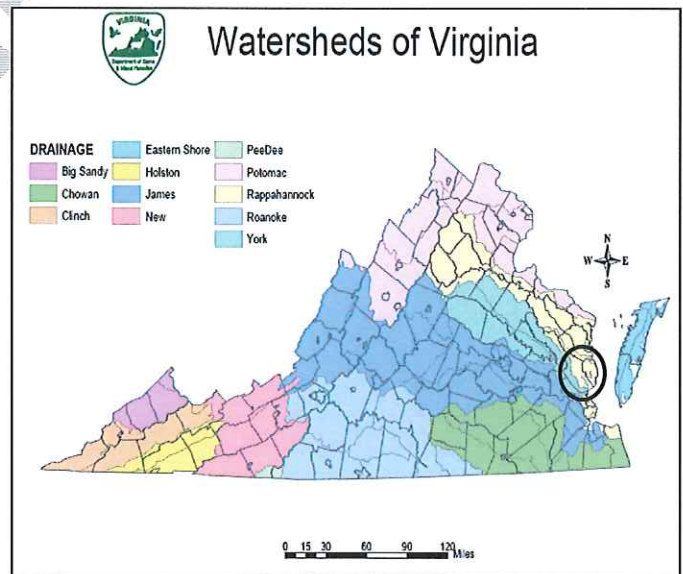 VIRGINIA
Watersheds of Virginia
DRAINAGE
Big Sandy
Chowan
Clinch
Eastern Shore
Holston
James
New
PeeDee
Potomac
Rappahannock
Roanoke
York
N
W E
S
0 15 30 60 90 120 Miles